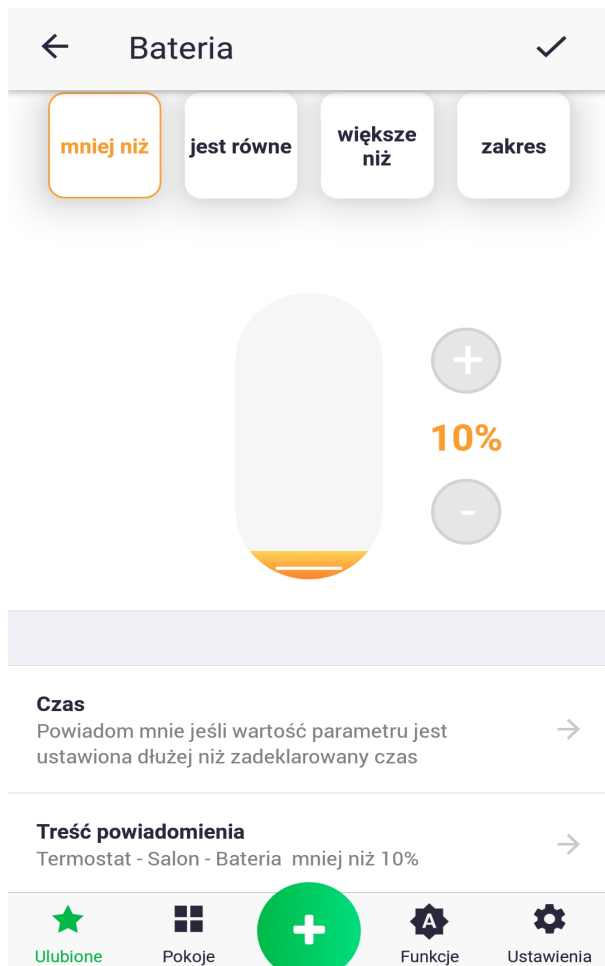 Bateria
mniej niż
jest równe
większe
niż
zakres
+
10%
-
Czas
Powiadom mnie jeśli wartość parametru jest
ustawiona dłużej niż zadeklarowany czas
Treść powiadomienia
Termostat - Salon - Bateria  mniej niż 10%
+
A
Ulubione
Pokoje
Funkcje
Ustawienia